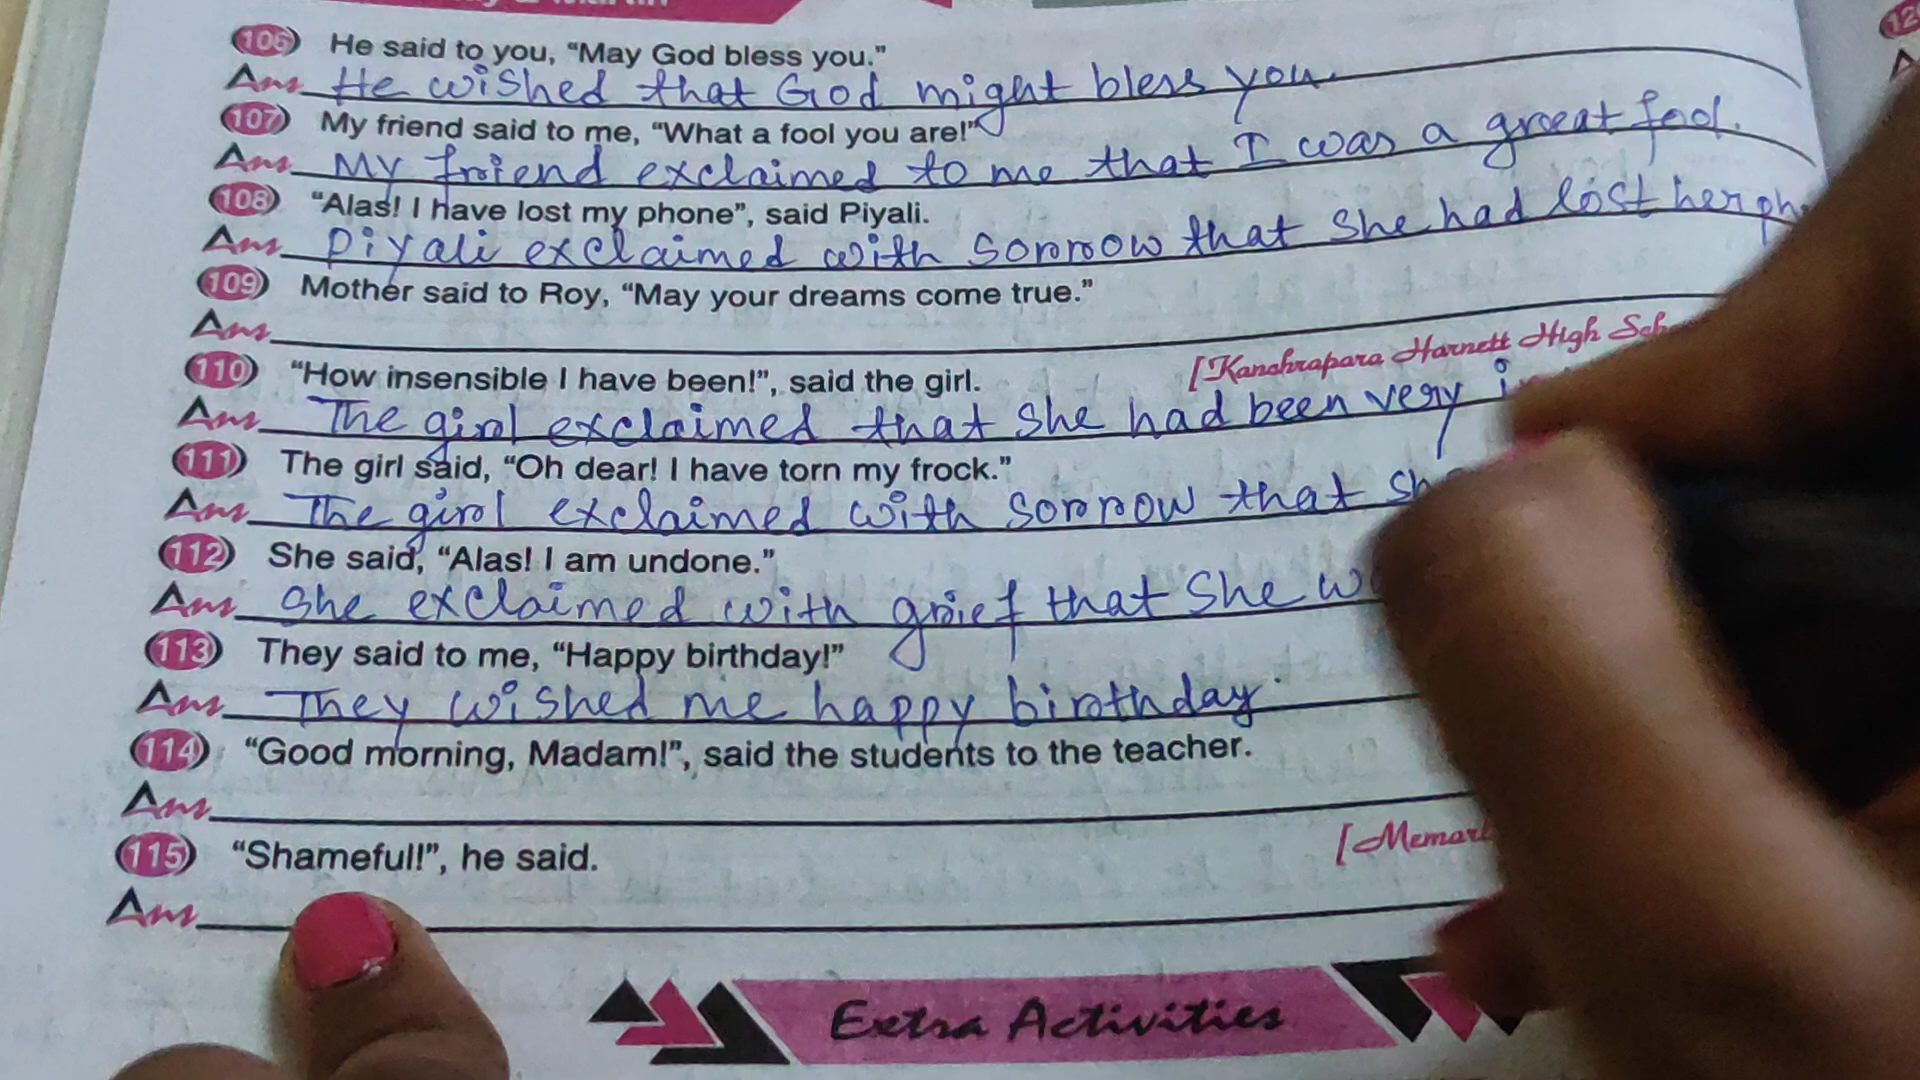 106 He said to you, “May God bless you.”
Ans He wished that God might bless you.
107 My friend said to me, “What a fool you are!”
Ans My friend exclaimed to me that I was a great fool.
108 “Alas! I have lost my phone”, said Piyali.
Ans Piyali exclaimed with sorrow that she had lost her ph
109 Mother said to Roy, “May your dreams come true.”
Ans
[Kanchrapara Harnett High
110 “How insensible I have been!”, said the girl.
Ans The girl exclaimed that she had been very
111 The girl said, “Oh dear! I have torn my frock.”
Ans The girl exclaimed with sorrow that sh
112 She said, “Alas! I am undone.”
Ans She exclaimed with grief that she
113 They said to me, “Happy birthday!”
Ans They wished me happy birthday.
114 “Good morning, Madam!”, said the students to the teacher.
Ans
[Memari
115 “Shameful!”, he said.
Ans
Extra Activities